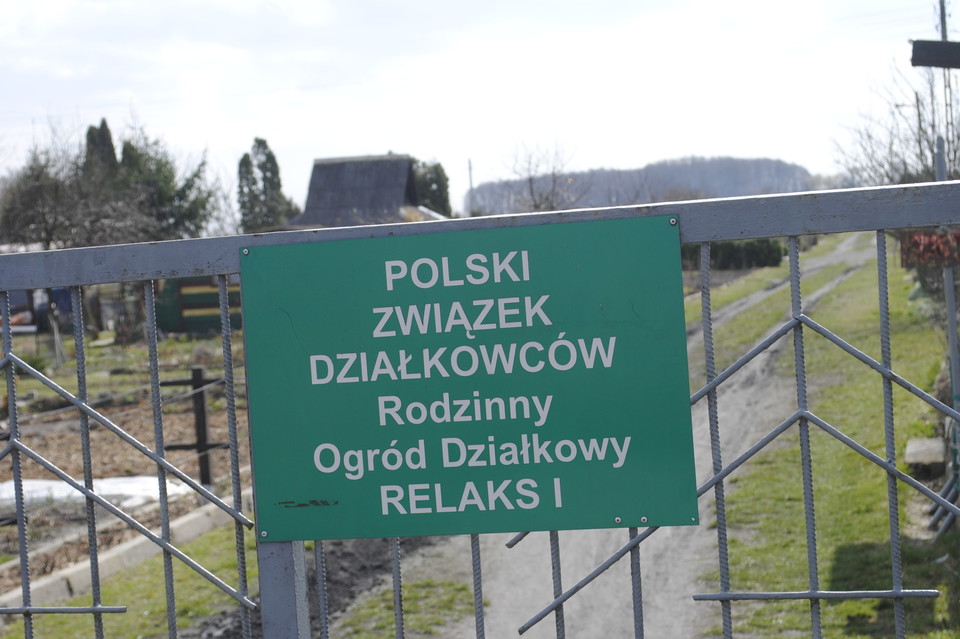 POLSKI
ZWIĄZEK
DZIAŁKOWCÓW
Rodzinny
Ogród Działkowy
RELAKS I